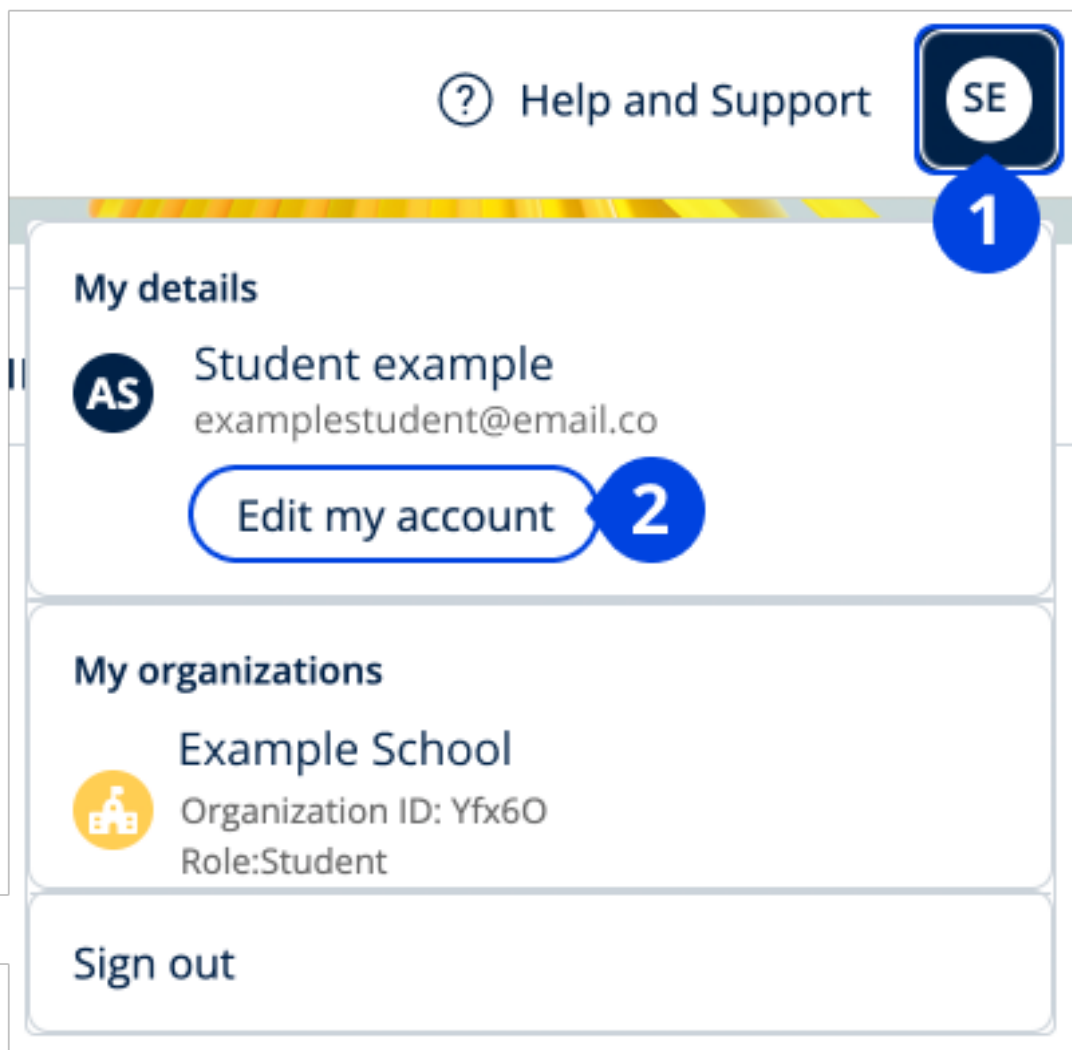 Help and Support
SE
1
My details
AS
Student example
examplestudent@email.co
Edit my account
2
My organizations
Example School
Organization ID: Yfx6O
Role:Student
Sign out